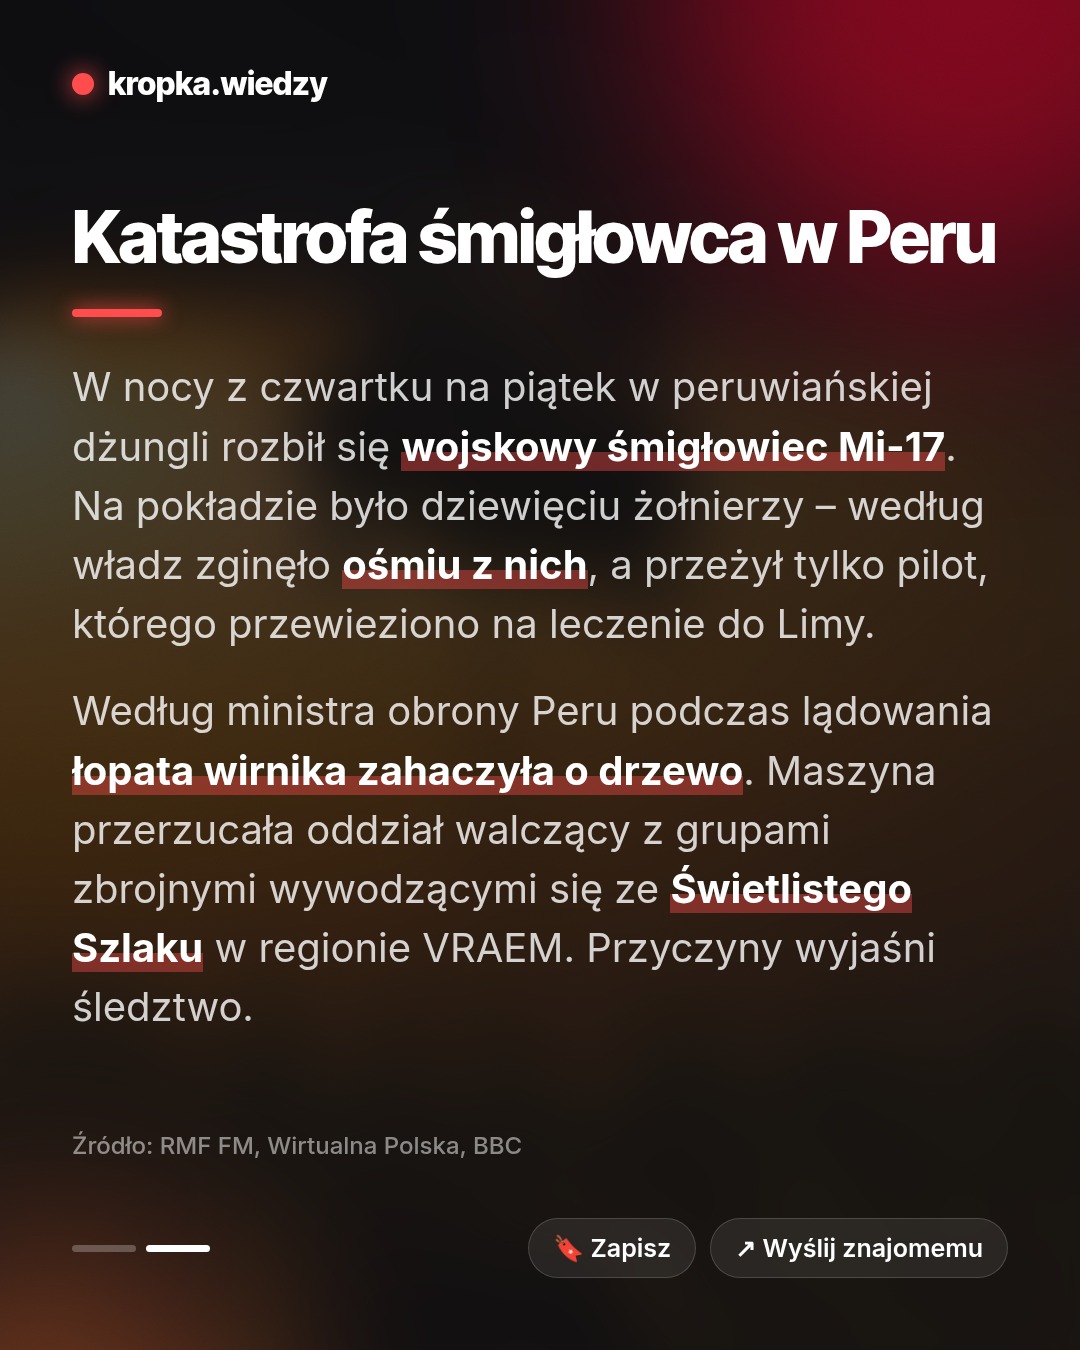 kropka.wiedzy
Katastrofa śmigłowca w Peru
W nocy z czwartku na piątek w peruwiańskiej
dżungli rozbił się wojskowy śmigłowiec Mi-17.
Na pokładzie było dziewięciu żołnierzy – według
władz zginęło ośmiu z nich, a przeżył tylko pilot,
którego przewieziono na leczenie do Limy.
Według ministra obrony Peru podczas lądowania
łopata wirnika zahaczyła o drzewo. Maszyna
przerzucała oddział walczący z grupami
zbrojnymi wywodzącymi się ze Świetlistego
Szlaku w regionie VRAEM. Przyczyny wyjaśni
śledztwo.
Źródło: RMF FM, Wirtualna Polska, BBC
🔖 Zapisz
↗ Wyślij znajomemu